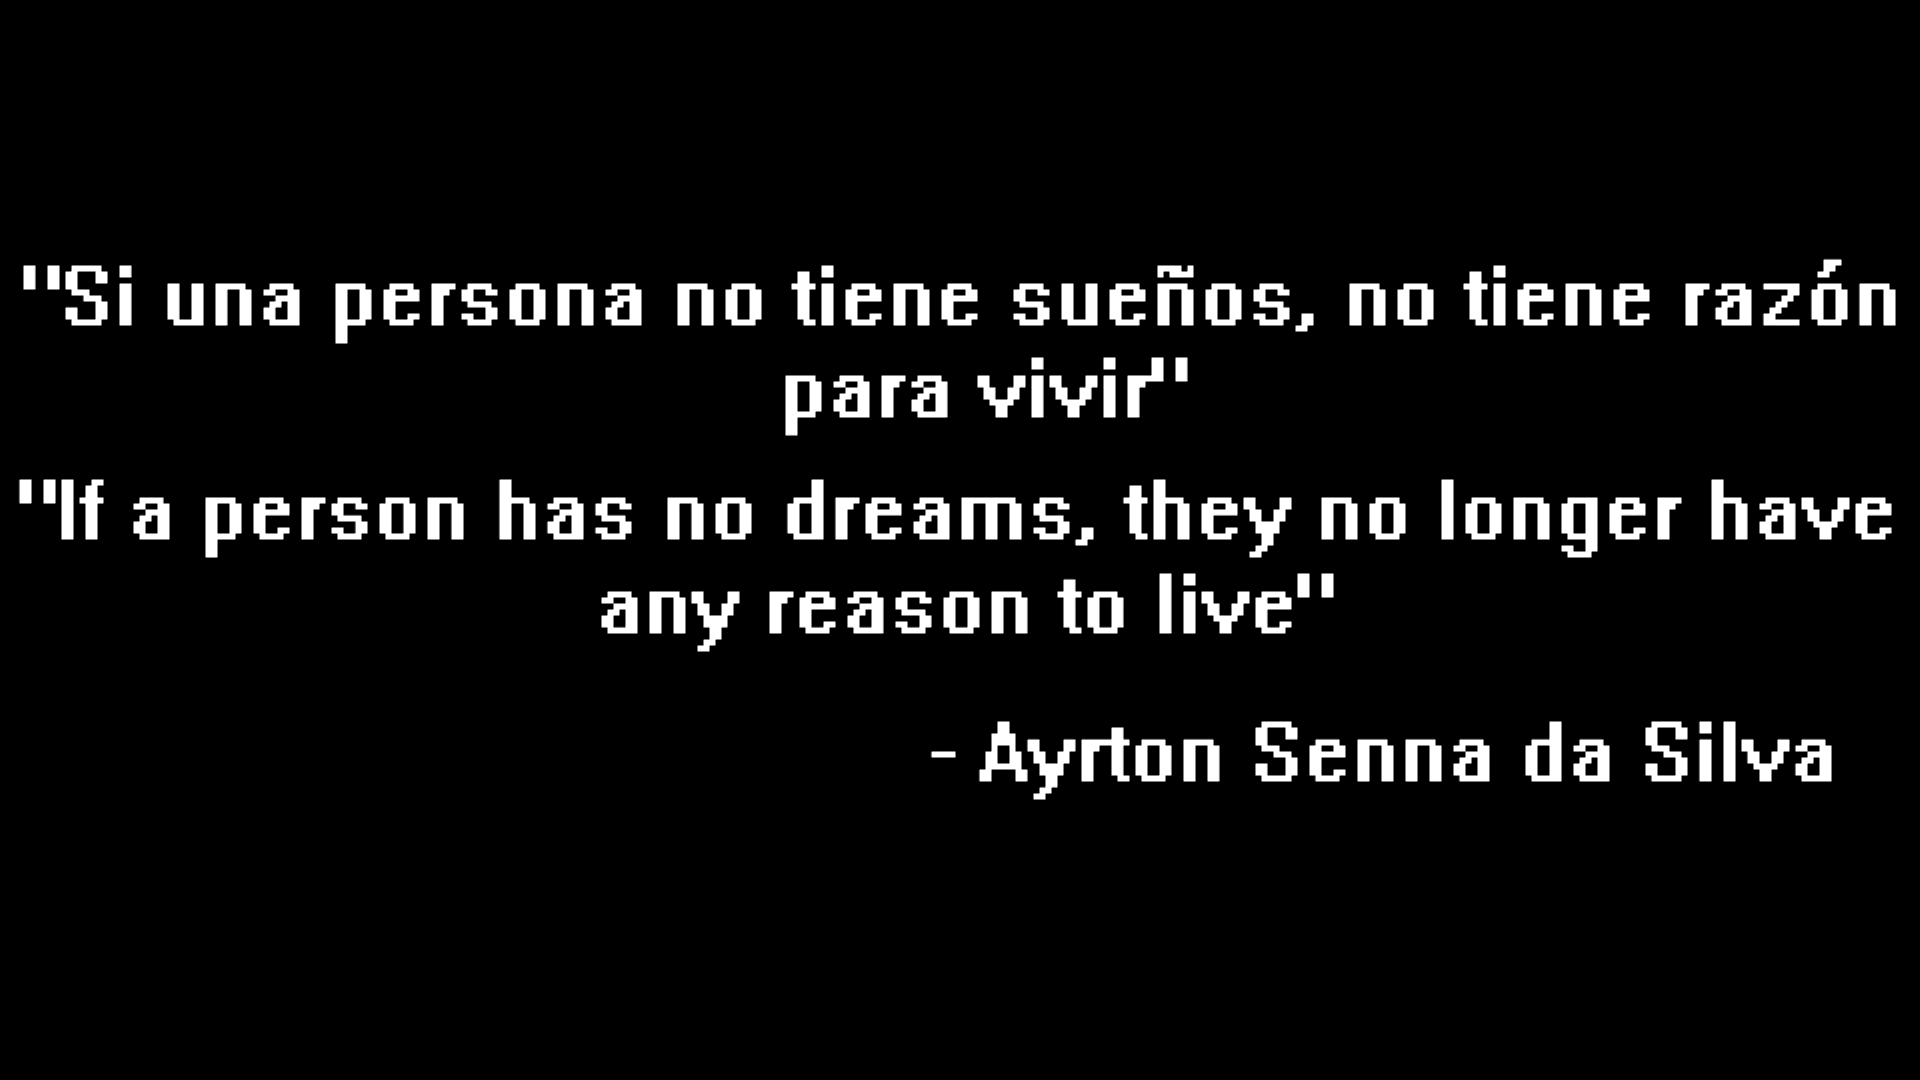 "Si una persona no tiene sueños, no tiene razón
para vivir"
"If a person has no dreams, they no longer have
any reason to live"
- Ayrton Senna da Silva